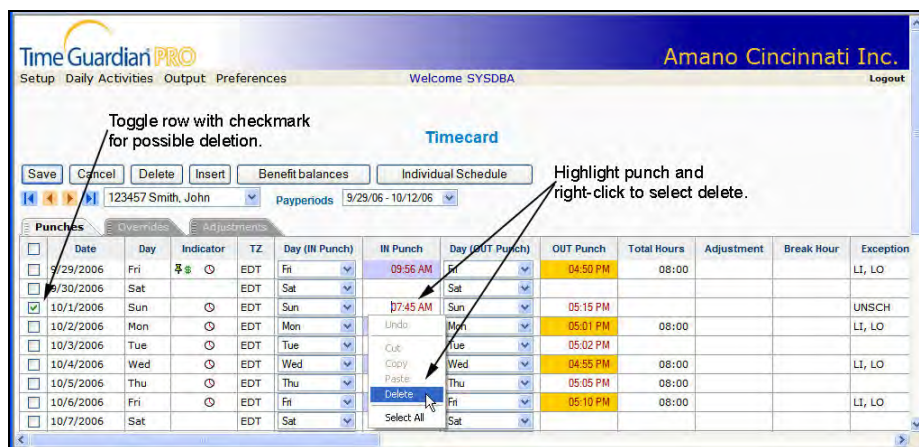 Time Guardian PRO
Amano Cincinnati Inc.
Setup Daily Activities Output Preferences Welcome SYSDBA Logout
Toggle row with checkmark
for possible deletion.
Timecard
Highlight punch and
right-click to select delete.
Save Cancel Delete Insert Benefit balances Individual Schedule
123457 Smith, John Payperiods 9/29/06 - 10/12/06
Punches Overrides Adjustments
Date Day Indicator TZ Day (IN Punch) IN Punch Day (OUT Punch) OUT Punch Total Hours Adjustment Break Hour Exception
9/29/2006 Fri $ EDT Fri 09:56 AM Fri 04:50 PM 08:00 LI, LO
9/30/2006 Sat EDT Sat Sat
10/1/2006 Sun EDT Sun 07:45 AM Sun 05:15 PM UNSCH
10/2/2006 Mon EDT Mon Mon 05:01 PM 08:00 LI, LO
10/3/2006 Tue EDT Tue Tue 05:02 PM
10/4/2006 Wed EDT Wed Wed 04:55 PM 08:00 LI, LO
10/5/2006 Thu EDT Thu Thu 05:05 PM 08:00
10/6/2006 Fri EDT Fri Fri 05:10 PM 08:00 LI, LO
10/7/2006 Sat EDT Sat Sat
Undo
Cut
Copy
Paste
Delete
Select All